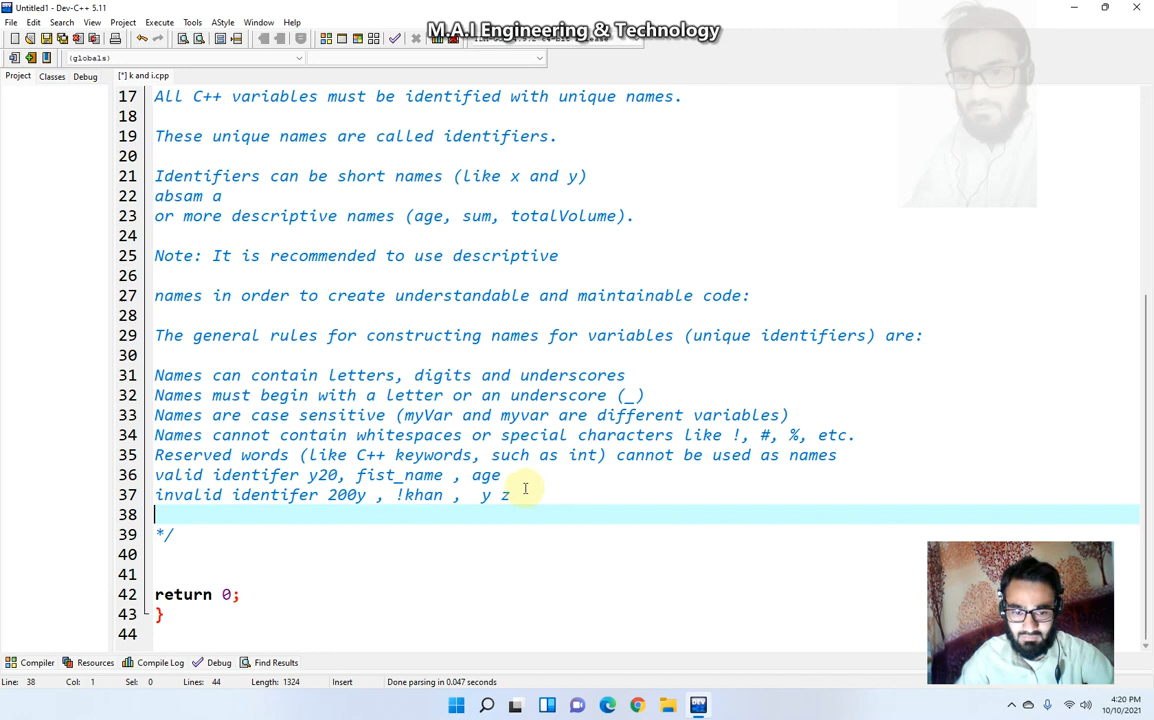 Untitled1 - Dev-C++ 5.11
File Edit Search View Project Execute Tools AStyle Window Help
M.A.I Engineering & Technology
(globals)
Project Classes Debug [*] k and i.cpp
17 All C++ variables must be identified with unique names.
18
19 These unique names are called identifiers.
20
21 Identifiers can be short names (like x and y)
22 absam a
23 or more descriptive names (age, sum, totalVolume).
24
25 Note: It is recommended to use descriptive
26
27 names in order to create understandable and maintainable code:
28
29 The general rules for constructing names for variables (unique identifiers) are:
30
31 Names can contain letters, digits and underscores
32 Names must begin with a letter or an underscore (_)
33 Names are case sensitive (myVar and myvar are different variables)
34 Names cannot contain whitespaces or special characters like !, #, %, etc.
35 Reserved words (like C++ keywords, such as int) cannot be used as names
36 valid identifer y20, fist_name , age
37 invalid identifer 200y , !khan , y z
38
39 */
40
41
42 return 0;
43 }
44
Compiler Resources Compile Log Debug Find Results
Line: 38 Col: 1 Sel: 0 Lines: 44 Length: 1324 Insert Done parsing in 0.047 seconds
4:20 PM
10/10/2021